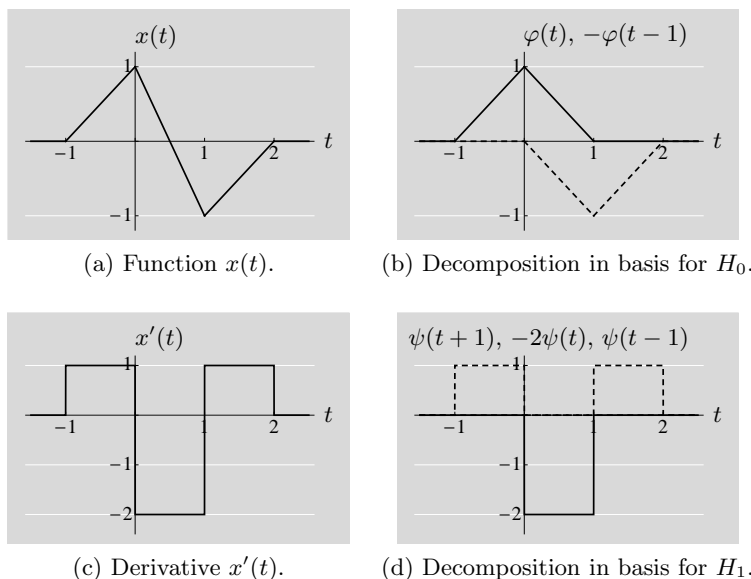 x(t)
1
−1
1
2
t
−1
(a) Function x(t).
φ(t), −φ(t − 1)
1
−1
1
2
t
−1
(b) Decomposition in basis for H₀.
x′(t)
1
−1
1
2
t
−1
−2
(c) Derivative x′(t).
ψ(t+1), −2ψ(t), ψ(t−1)
1
−1
1
2
t
−1
−2
(d) Decomposition in basis for H₁.